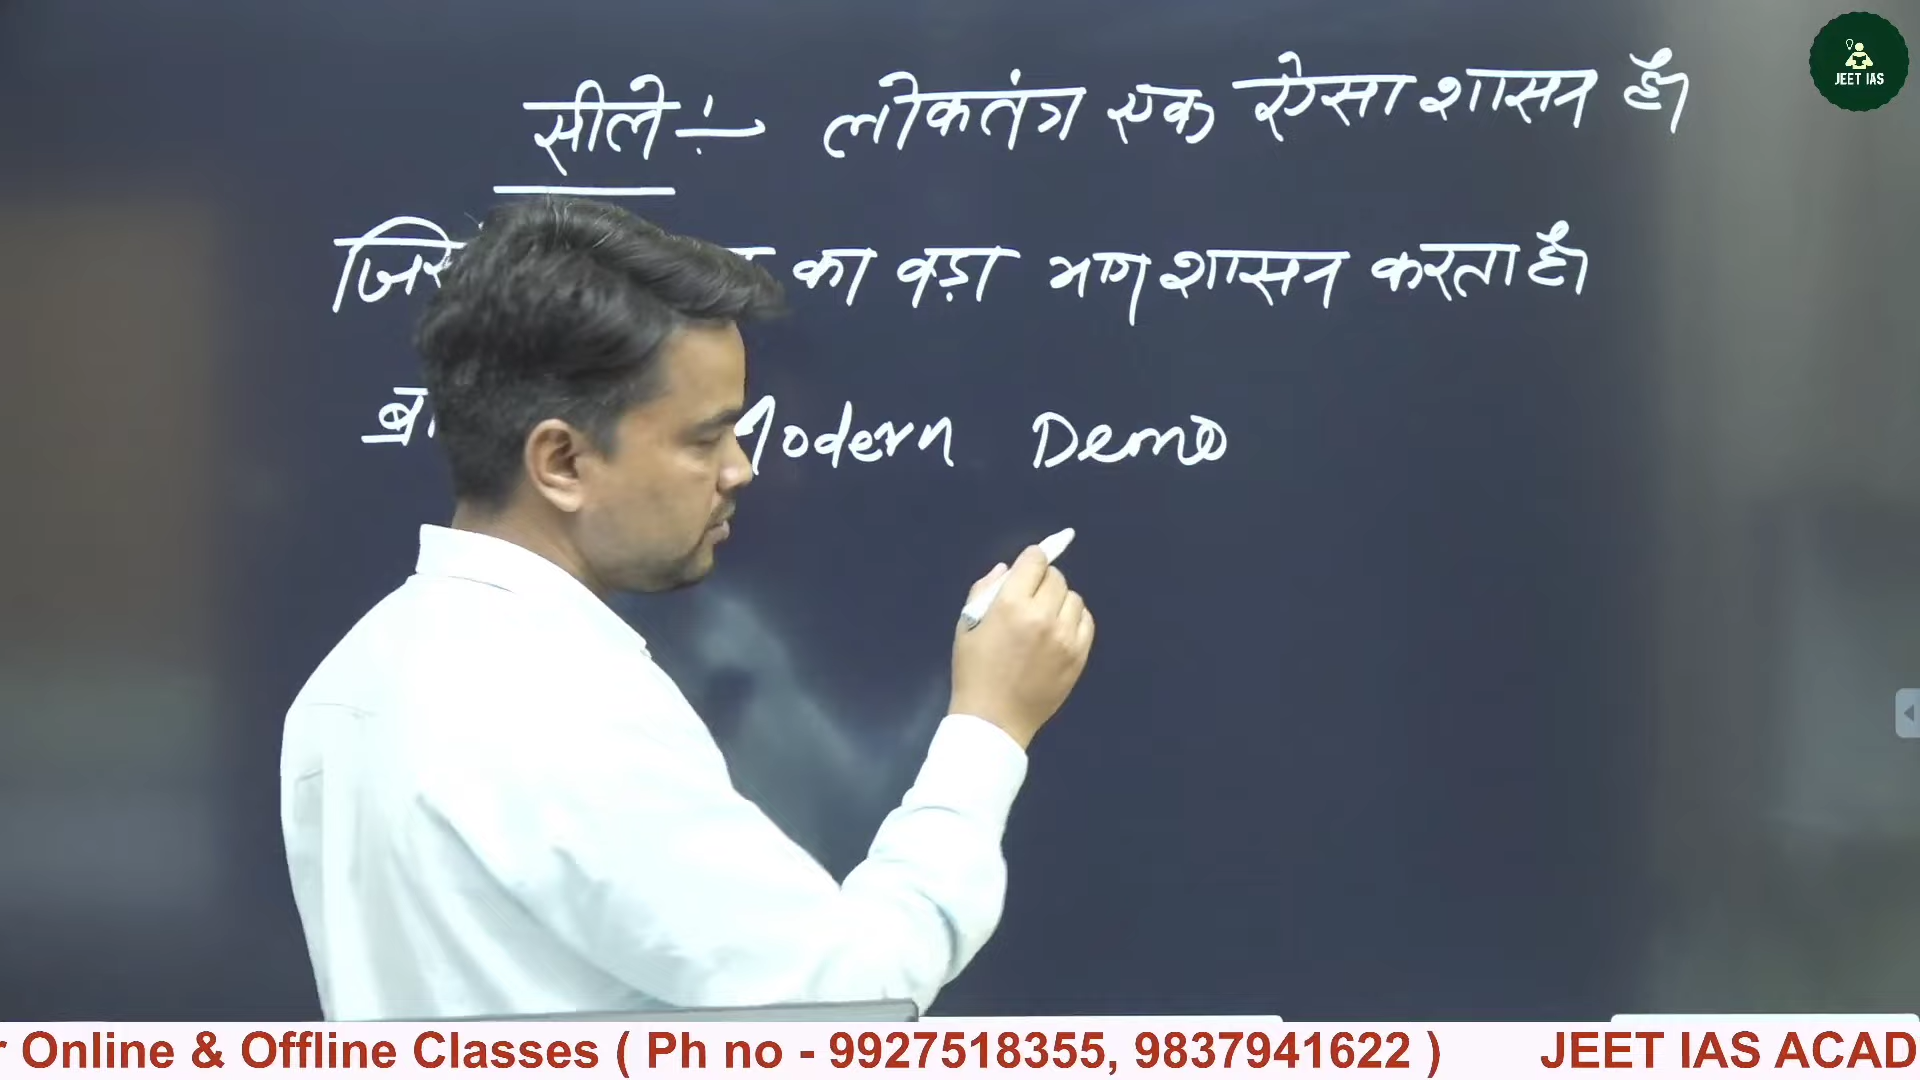 JEET IAS
सीले :- लोकतंत्र एक ऐसा शासन है।
का बड़ा भाग शासन करता है।
Modern Demo
Online & Offline Classes ( Ph no - 9927518355, 9837941622 ) JEET IAS ACAD